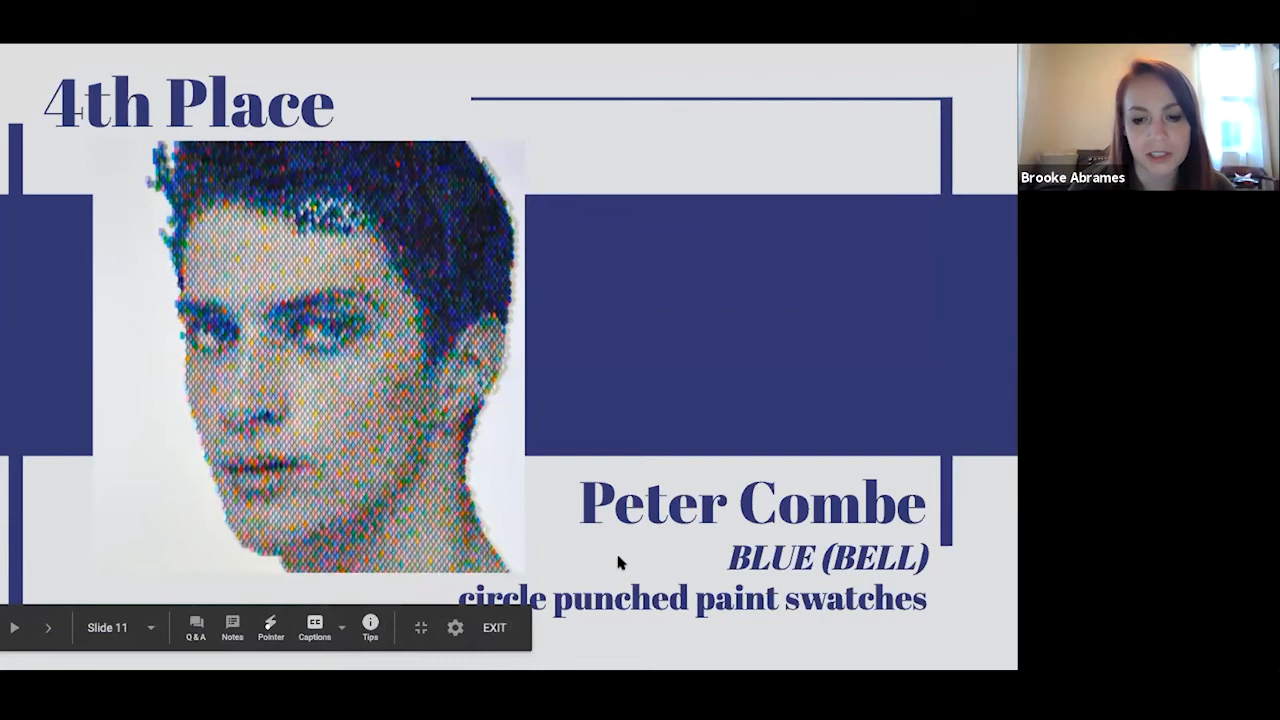 4th Place
Brooke Abrames
Peter Combe
BLUE (BELL)
circle punched paint swatches
Slide 11
Q & A
Notes
Pointer
Captions
Tips
EXIT
CC